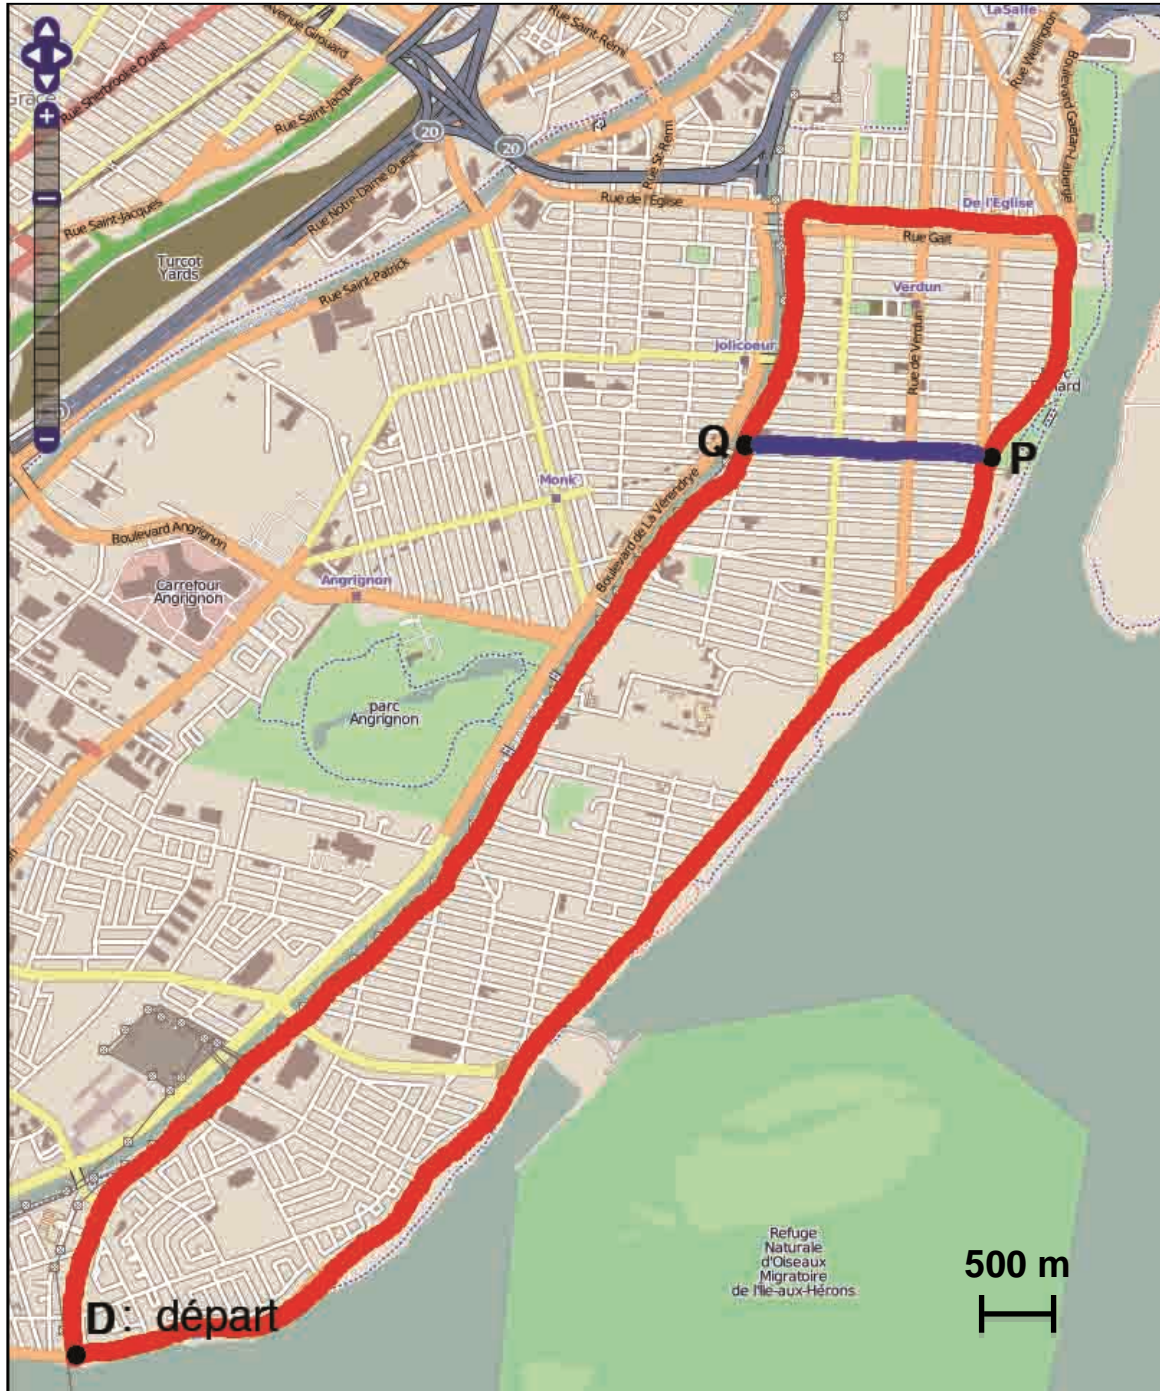 Avenue Girouard
Rue Saint-Rémi
LaSalle
Rue Wellington
Boulevard Gaétan-Laberge
Rue Sherbrooke Ouest
Grace
Rue Saint-Jacques
20
20
Rue St-Rémi
Rue Notre-Dame Ouest
Rue de l'Église
De l'Église
Rue Saint-Jacques
Rue Galt
Turcot
Yards
Rue Saint-Patrick
Verdun
Jolicoeur
Rue de Verdun
Q
P
Monk
Boulevard de La Vérendrye
Boulevard Angrignon
Carrefour
Angrignon
Angrignon
parc
Angrignon
Refuge
Naturale
d'Oiseaux
Migratoire
de l'Île-aux-Hérons
500 m
D: départ